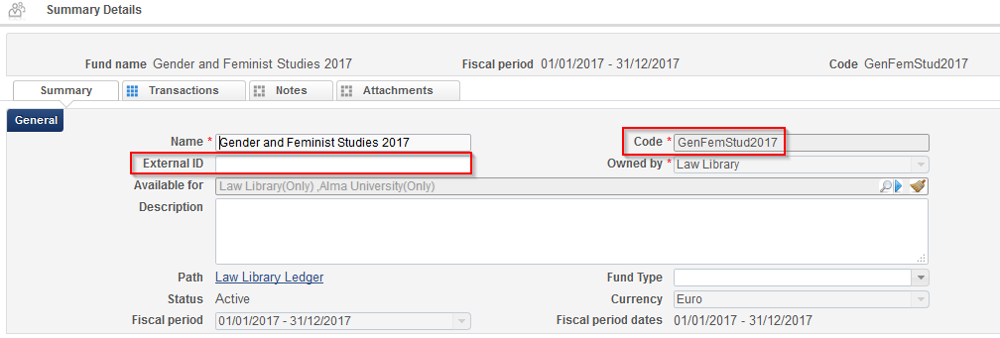 Summary Details
Fund name Gender and Feminist Studies 2017 Fiscal period 01/01/2017 - 31/12/2017 Code GenFemStud2017
Summary Transactions Notes Attachments
General
Name * Gender and Feminist Studies 2017 Code * GenFemStud2017
External ID Owned by * Law Library
Available for Law Library(Only) ,Alma University(Only)
Description
Path Law Library Ledger Fund Type
Status Active Currency Euro
Fiscal period 01/01/2017 - 31/12/2017 Fiscal period dates 01/01/2017 - 31/12/2017